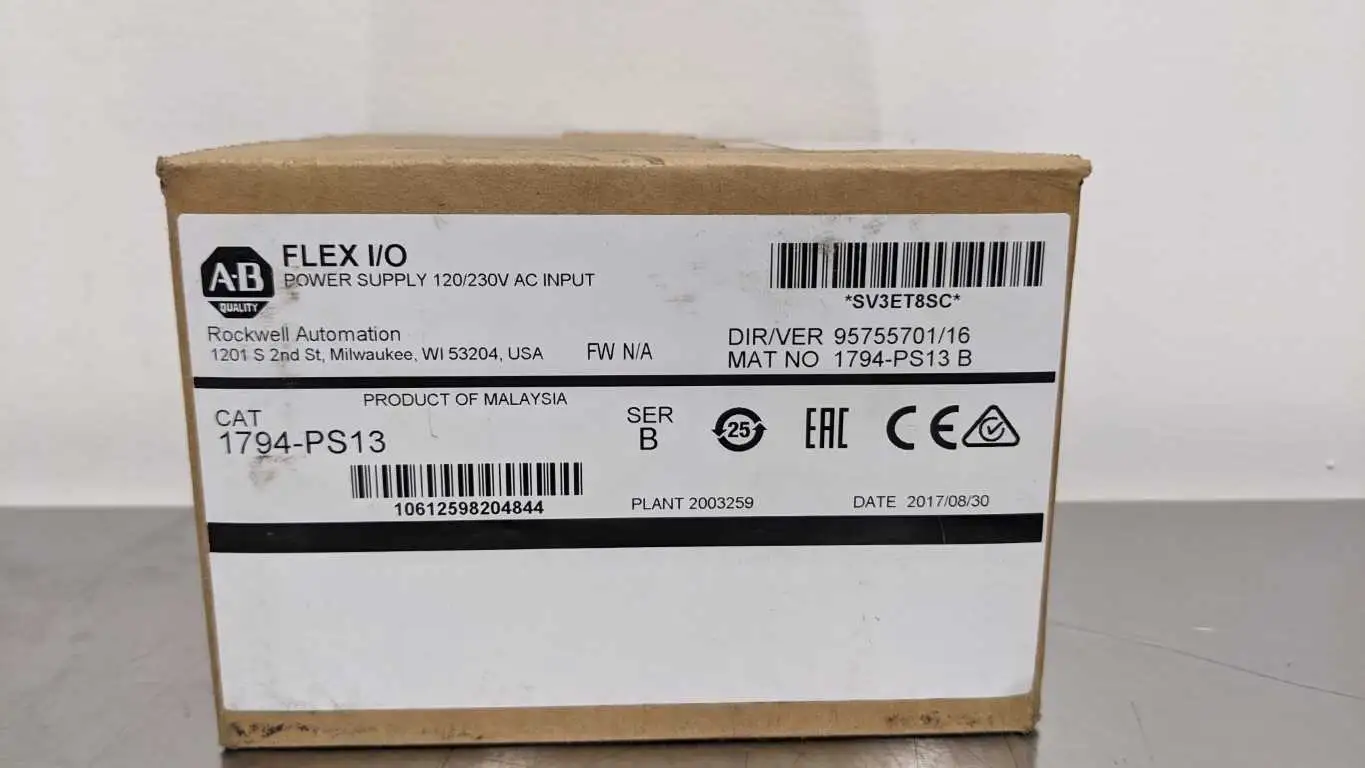 A-B
QUALITY
FLEX I/O
POWER SUPPLY 120/230V AC INPUT
Rockwell Automation
1201 S 2nd St, Milwaukee, WI 53204, USA
FW N/A
*SV3ET8SC*
DIR/VER 95755701/16
MAT NO 1794-PS13 B
PRODUCT OF MALAYSIA
CAT
1794-PS13
10612598204844
SER
B
25
EAC
CE
PLANT 2003259
DATE 2017/08/30